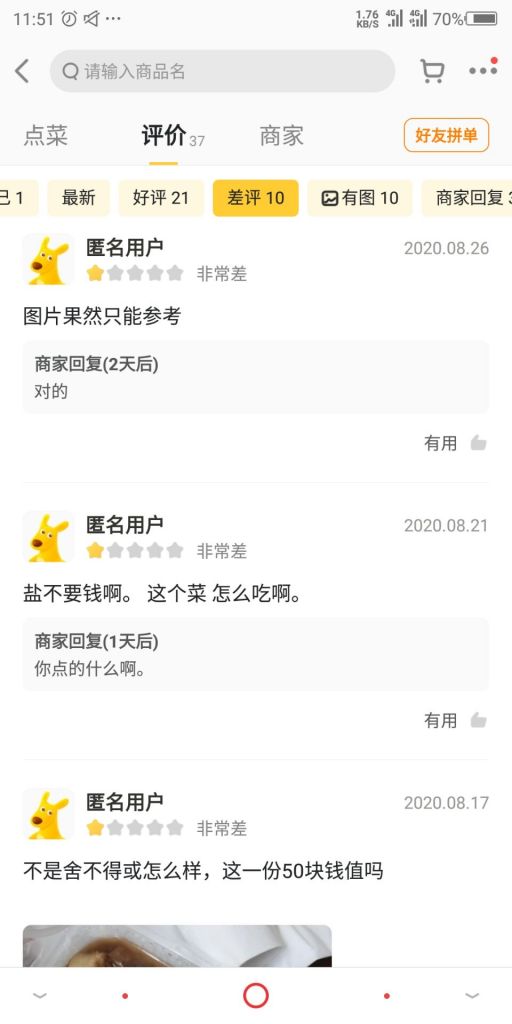 11:51 ··· 1.76 KB/S 4G 4G 70%
请输入商品名
点菜 评价 37 商家 好友拼单
1 最新 好评 21 差评 10 有图 10 商家回复
匿名用户 2020.08.26
非常差
图片果然只能参考
商家回复(2天后)
对的
有用
匿名用户 2020.08.21
非常差
盐不要钱啊。 这个菜 怎么吃啊。
商家回复(1天后)
你点的什么啊。
有用
匿名用户 2020.08.17
非常差
不是舍不得或怎么样，这一份50块钱值吗